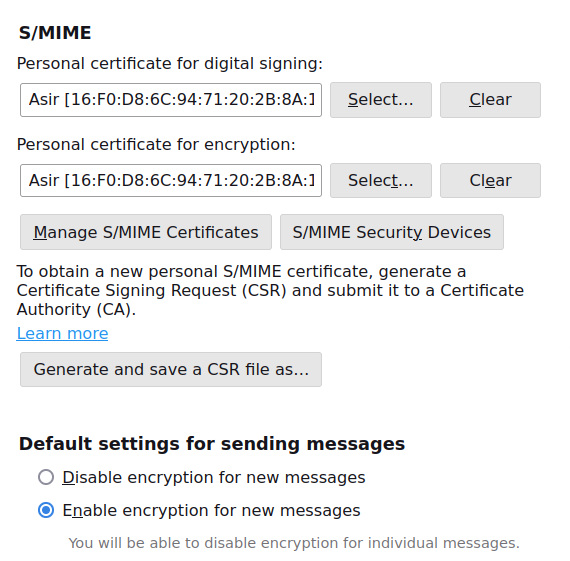 S/MIME
Personal certificate for digital signing:
Asir [16:F0:D8:6C:94:71:20:2B:8A:1 Select… Clear
Personal certificate for encryption:
Asir [16:F0:D8:6C:94:71:20:2B:8A:1 Select… Clear
Manage S/MIME Certificates S/MIME Security Devices
To obtain a new personal S/MIME certificate, generate a
Certificate Signing Request (CSR) and submit it to a Certificate
Authority (CA).
Learn more
Generate and save a CSR file as…
Default settings for sending messages
Disable encryption for new messages
Enable encryption for new messages
You will be able to disable encryption for individual messages.